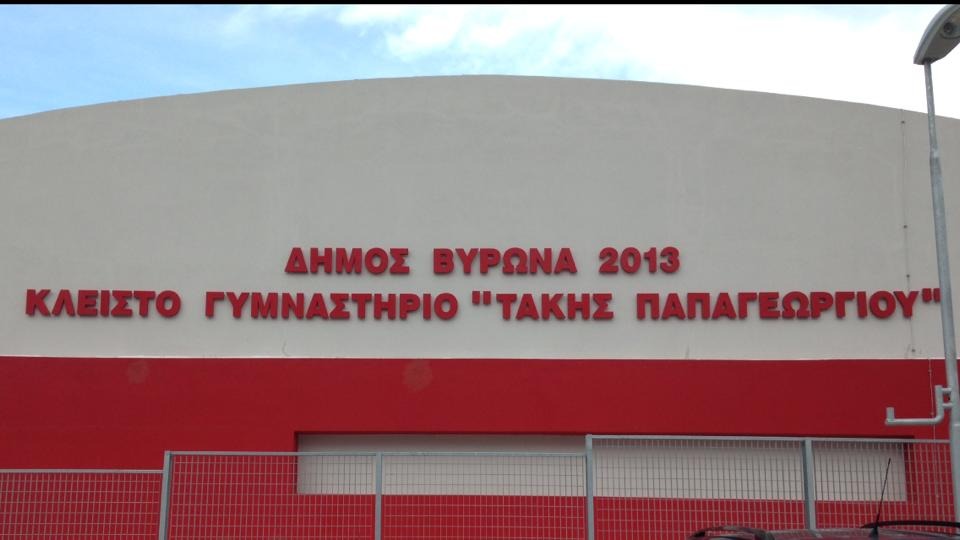 ΔΗΜΟΣ ΒΥΡΩΝΑ 2013
ΚΛΕΙΣΤΟ ΓΥΜΝΑΣΤΗΡΙΟ "ΤΑΚΗΣ ΠΑΠΑΓΕΩΡΓΙΟΥ"